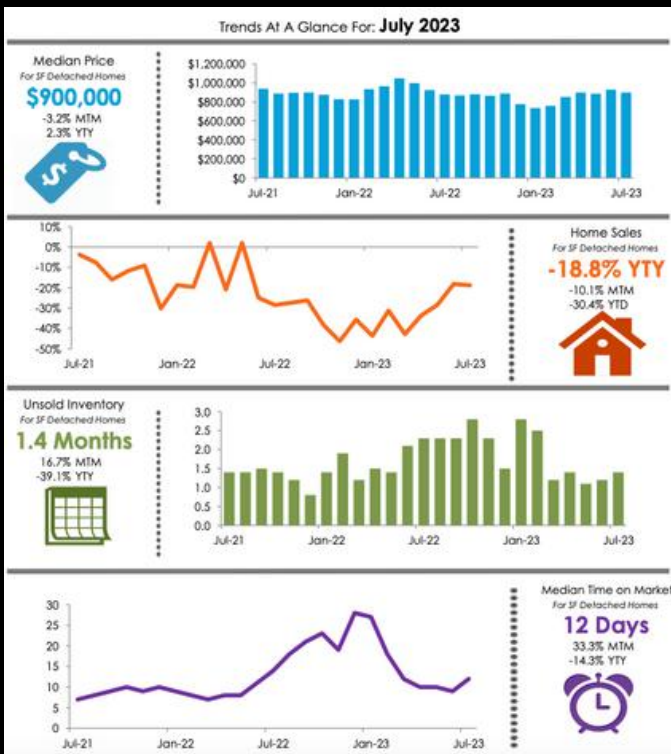 Trends At A Glance For: July 2023
Median Price
For SF Detached Homes
$900,000
-3.2% MTM
2.3% YTY
$
$1,200,000
$1,000,000
$800,000
$600,000
$400,000
$200,000
$0
Jul-21 Jan-22 Jul-22 Jan-23 Jul-23
10%
0%
-10%
-20%
-30%
-40%
-50%
Jul-21 Jan-22 Jul-22 Jan-23 Jul-23
Home Sales
For SF Detached Homes
-18.8% YTY
-10.1% MTM
-30.4% YTD
Unsold Inventory
For SF Detached Homes
1.4 Months
16.7% MTM
-39.1% YTY
3.0
2.5
2.0
1.5
1.0
0.5
0.0
Jul-21 Jan-22 Jul-22 Jan-23 Jul-23
30
25
20
15
10
5
0
Jul-21 Jan-22 Jul-22 Jan-23 Jul-23
Median Time on Market
For SF Detached Homes
12 Days
33.3% MTM
-14.3% YTY